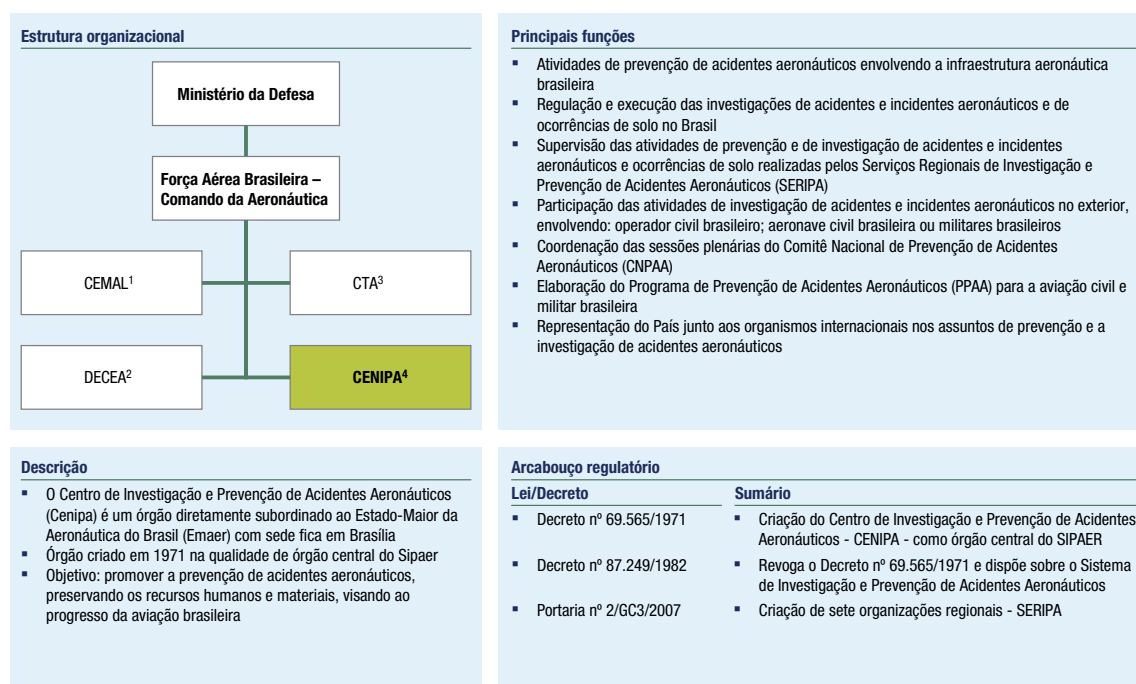 Estrutura organizacional
Ministério da Defesa
Força Aérea Brasileira –
Comando da Aeronáutica
CEMAL¹
CTA³
DECEA²
CENIPA⁴
Principais funções
▪ Atividades de prevenção de acidentes aeronáuticos envolvendo a infraestrutura aeronáutica
brasileira
▪ Regulação e execução das investigações de acidentes e incidentes aeronáuticos e de
ocorrências de solo no Brasil
▪ Supervisão das atividades de prevenção e de investigação de acidentes e incidentes
aeronáuticos e ocorrências de solo realizadas pelos Serviços Regionais de Investigação e
Prevenção de Acidentes Aeronáuticos (SERIPA)
▪ Participação das atividades de investigação de acidentes e incidentes aeronáuticos no exterior,
envolvendo: operador civil brasileiro; aeronave civil brasileira ou militares brasileiros
▪ Coordenação das sessões plenárias do Comitê Nacional de Prevenção de Acidentes
Aeronáuticos (CNPAA)
▪ Elaboração do Programa de Prevenção de Acidentes Aeronáuticos (PPAA) para a aviação civil e
militar brasileira
▪ Representação do País junto aos organismos internacionais nos assuntos de prevenção e a
investigação de acidentes aeronáuticos
Descrição
▪ O Centro de Investigação e Prevenção de Acidentes Aeronáuticos
(Cenipa) é um órgão diretamente subordinado ao Estado-Maior da
Aeronáutica do Brasil (Emaer) com sede fica em Brasília
▪ Órgão criado em 1971 na qualidade de órgão central do Sipaer
▪ Objetivo: promover a prevenção de acidentes aeronáuticos,
preservando os recursos humanos e materiais, visando ao
progresso da aviação brasileira
Arcabouço regulatório
Lei/Decreto Sumário
▪ Decreto nº 69.565/1971 ▪ Criação do Centro de Investigação e Prevenção de Acidentes
Aeronáuticos - CENIPA - como órgão central do SIPAER
▪ Decreto nº 87.249/1982 ▪ Revoga o Decreto nº 69.565/1971 e dispõe sobre o Sistema
de Investigação e Prevenção de Acidentes Aeronáuticos
▪ Portaria nº 2/GC3/2007 ▪ Criação de sete organizações regionais - SERIPA